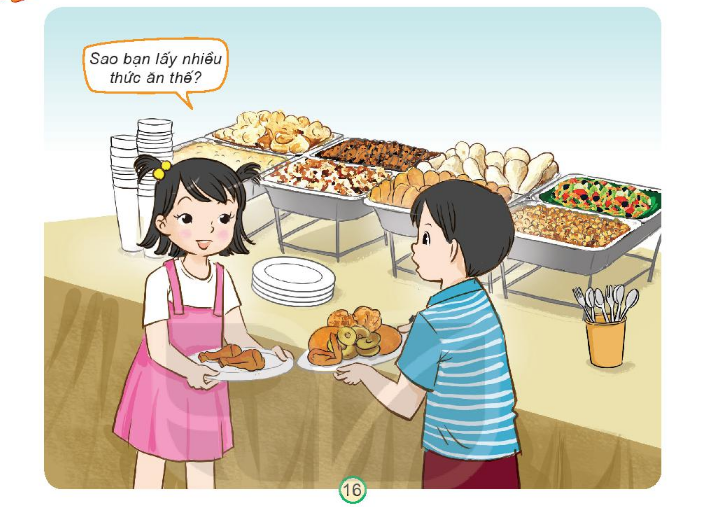 Sao bạn lấy nhiều
thức ăn thế?
16